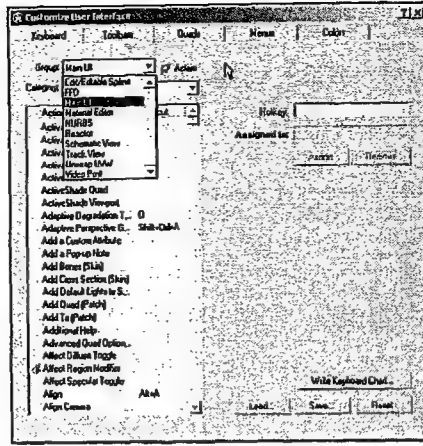 Customize User Interface
Keyboard Toolbars Quads Menus Colors
Group: Main UI Active
Category:
Edit/Editable Spline
FFD
Main UI
Material Editor
NURBS
Reactor
Schematic View
Track View
Unwrap UVW
Video Post
Hotkey:
Assigned to:
Assign Remove
ActiveShade Quad
ActiveShade Viewport
Adaptive Degradation T... O
Adaptive Perspective G... Shift+Ctrl+A
Add a Custom Attribute
Add a Pop-up Note
Add Bones (Skin)
Add Cross Section (Skin)
Add Default Lights to S...
Add Quad (Patch)
Add Tri (Patch)
Additional Help
Advanced Quad Option...
Affect Diffuse Toggle
Affect Region Modifier
Affect Specular Toggle
Align Alt+A
Align Camera
Write Keyboard Chart...
Load... Save... Reset